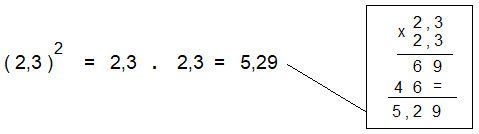 (2,3)² = 2,3 . 2,3 = 5,29
x 2,3
2,3
6 9
4 6 =
5,2 9